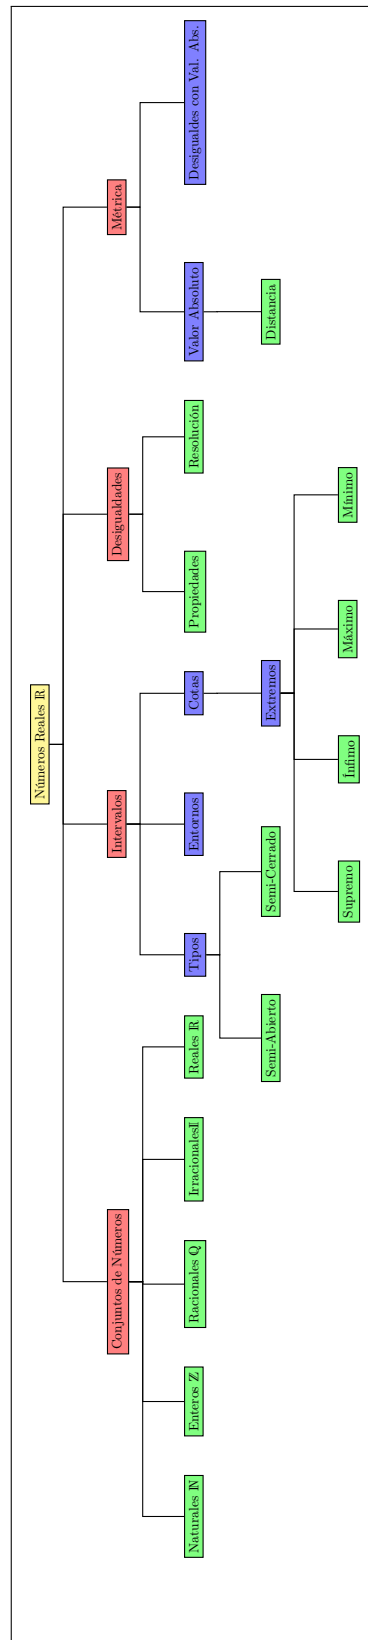 Números Reales ℝ
Conjuntos de Números
Intervalos
Desigualdades
Métrica
Naturales ℕ
Enteros ℤ
Racionales ℚ
Irracionales𝕀
Reales ℝ
Tipos
Entornos
Cotas
Propiedades
Resolución
Valor Absoluto
Desigualdes con Val. Abs.
Semi-Abierto
Semi-Cerrado
Extremos
Distancia
Supremo
Ínfimo
Máximo
Mínimo